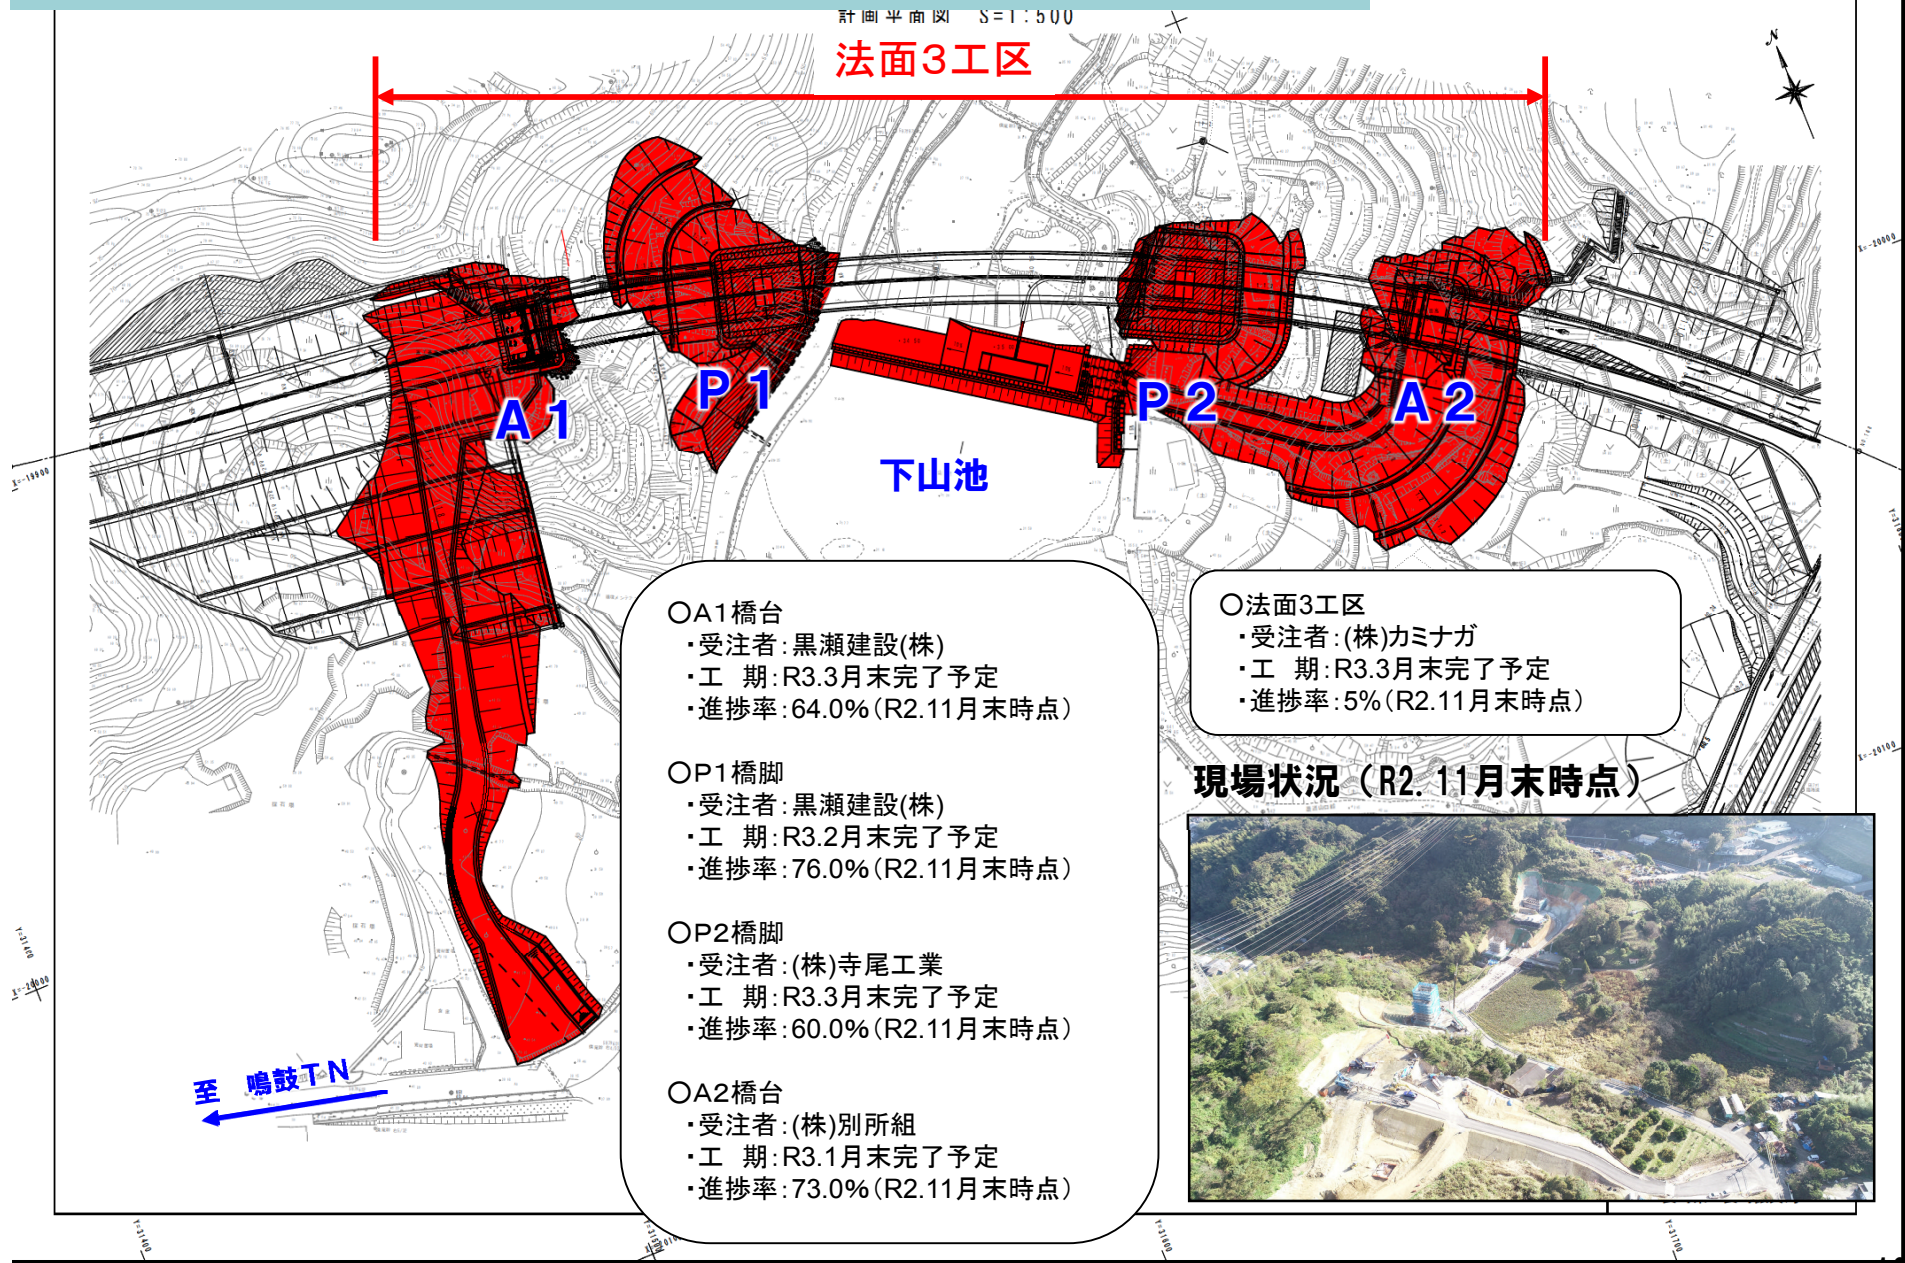 計画平面図 S=1:500
法面3工区
N
A1
P1
P2
A2
下山池
X=-19900
X=-20000
X=-20100
X=-20000
Y=31400
Y=31400
Y=31600
Y=31700
至 鳴鼓TN
○A1橋台
・受注者：黒瀬建設(株)
・工 期：R3.3月末完了予定
・進捗率：64.0%（R2.11月末時点）
○P1橋脚
・受注者：黒瀬建設(株)
・工 期：R3.2月末完了予定
・進捗率：76.0%（R2.11月末時点）
○P2橋脚
・受注者：(株)寺尾工業
・工 期：R3.3月末完了予定
・進捗率：60.0%（R2.11月末時点）
○A2橋台
・受注者：(株)別所組
・工 期：R3.1月末完了予定
・進捗率：73.0%（R2.11月末時点）
○法面3工区
・受注者：(株)カミナガ
・工 期：R3.3月末完了予定
・進捗率：5%（R2.11月末時点）
現場状況（R2.11月末時点）